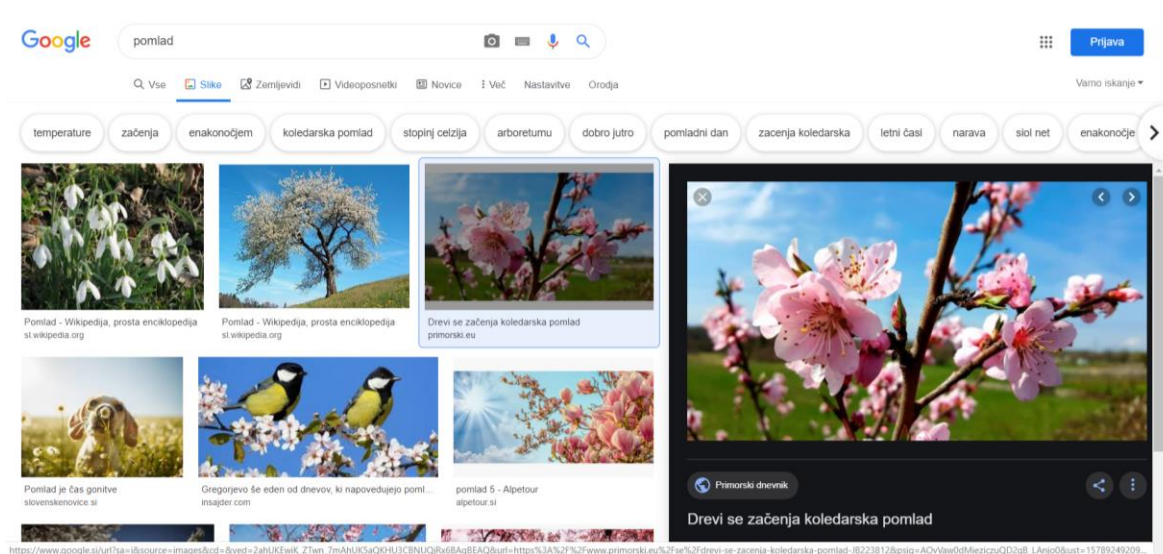 Google
pomlad
Prijava
Vse Slike Zemljevidi Videoposnetki Novice Več Nastavitve Orodja
Varno iskanje
temperature začenja enakonočjem koledarska pomlad stopinj celzija arboretumu dobro jutro pomladni dan zacenja koledarska letni časi narava siol net enakonočje
Pomlad - Wikipedija, prosta enciklopedija
sl.wikipedia.org
Pomlad - Wikipedija, prosta enciklopedija
sl.wikipedia.org
Drevi se začenja koledarska pomlad
primorski.eu
Pomlad je čas gonitve
slovenskenovice.si
Gregorjevo še eden od dnevov, ki napovedujejo poml...
insajder.com
pomlad 5 - Alpetour
alpetour.si
Primorski dnevnik
Drevi se začenja koledarska pomlad